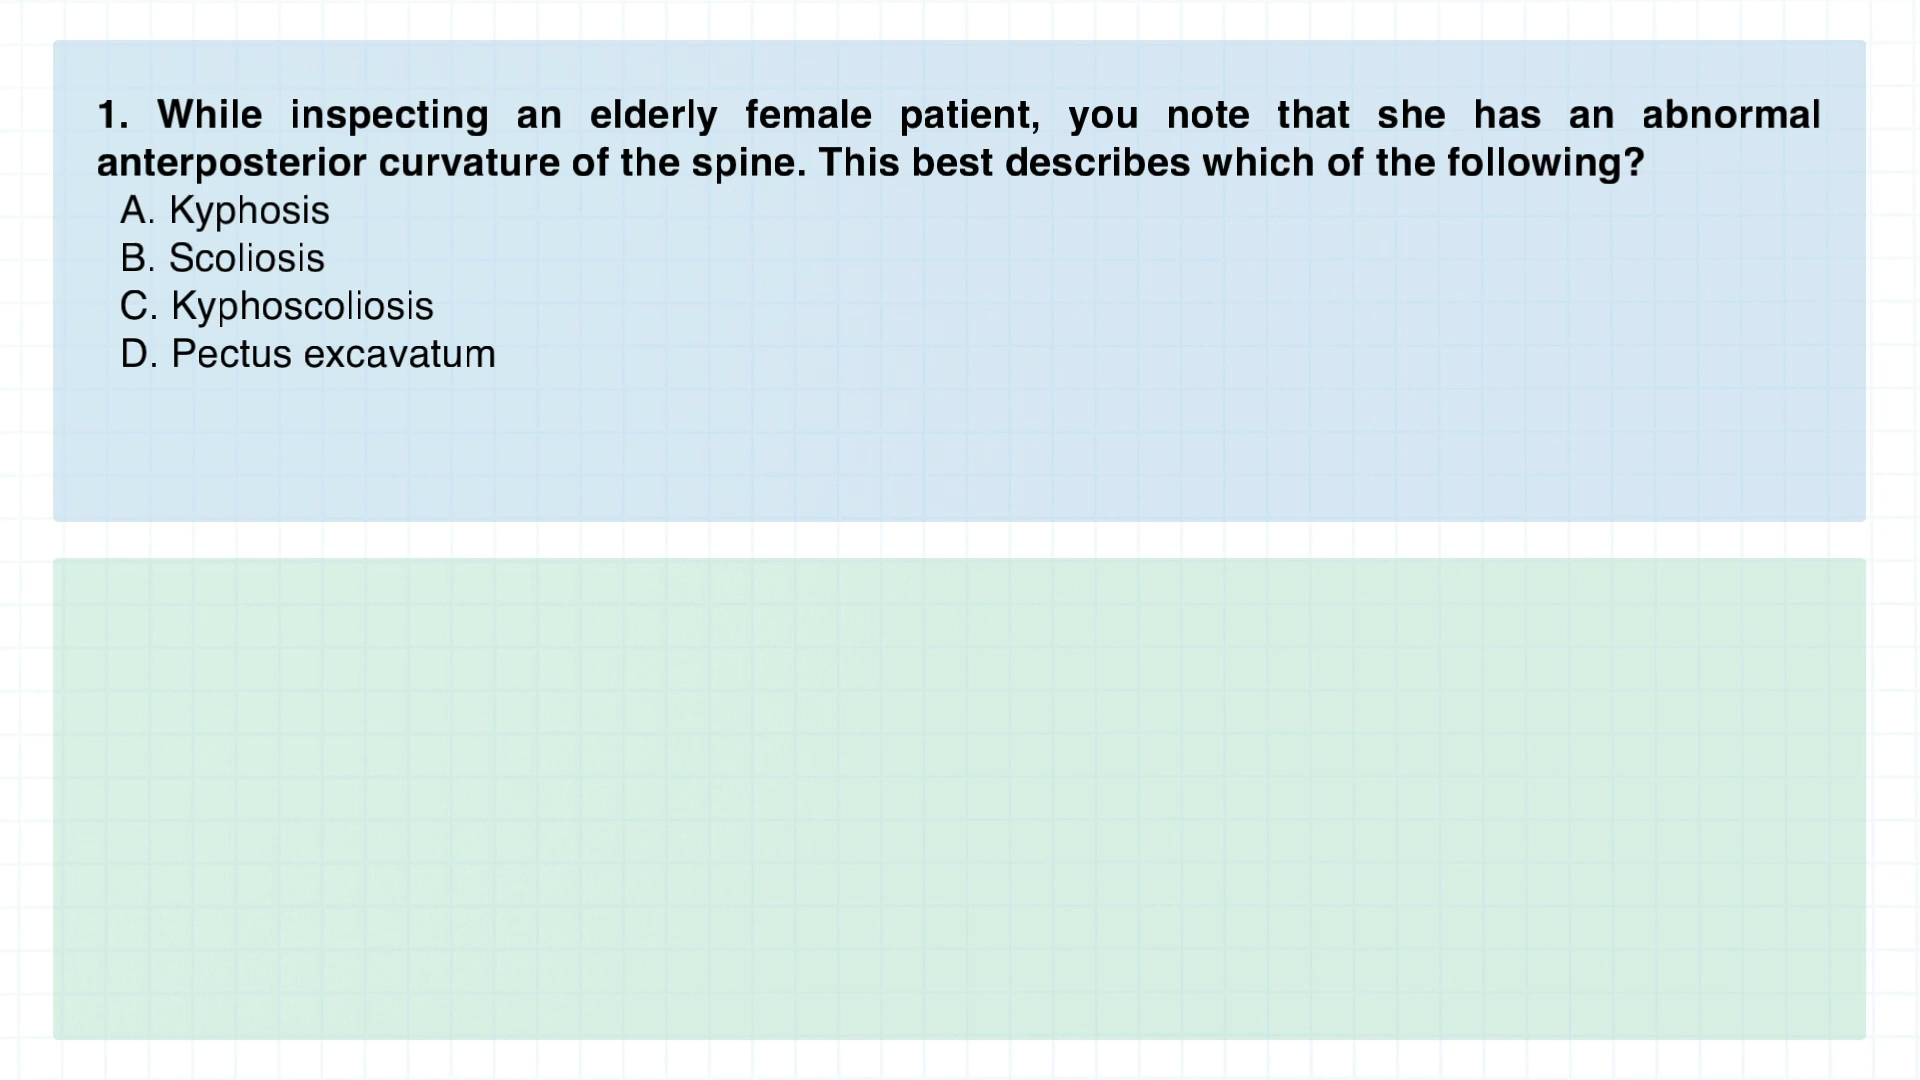 1. While inspecting an elderly female patient, you note that she has an abnormal
anterposterior curvature of the spine. This best describes which of the following?
A. Kyphosis
B. Scoliosis
C. Kyphoscoliosis
D. Pectus excavatum